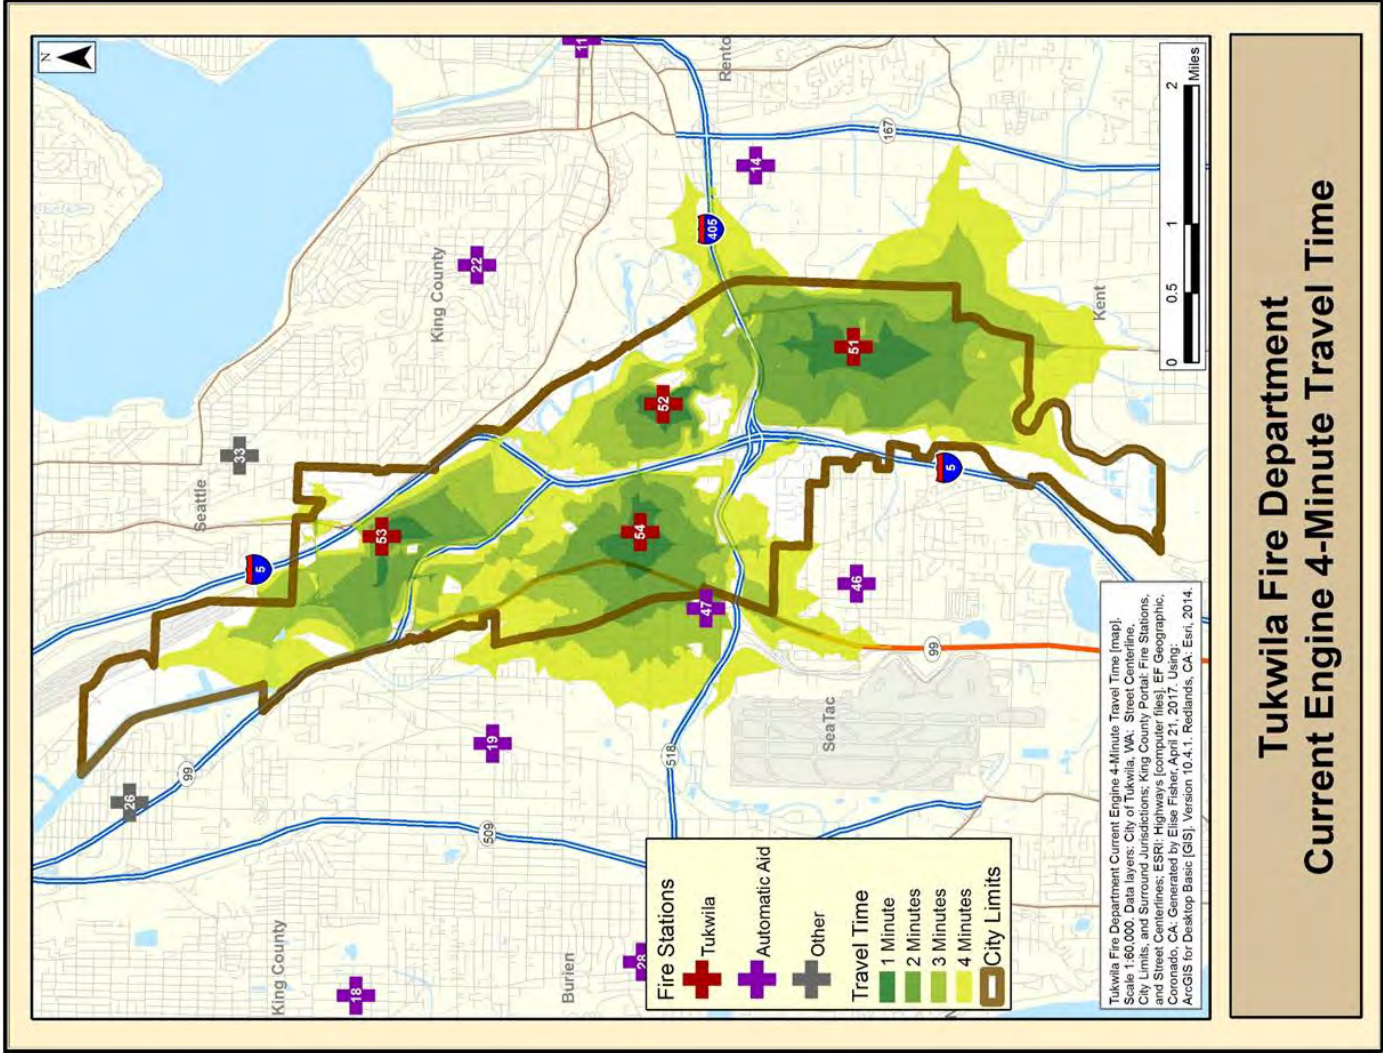 Tukwila Fire Department
Current Engine 4-Minute Travel Time
N
11
Rento
14
167
405
22
King County
33
Seattle
5
53
52
51
54
47
46
Kent
5
99
SeaTac
518
19
99
26
509
King County
18
Burien
28
0
0.5
1
2
Miles
Fire Stations
Tukwila
Automatic Aid
Other
Travel Time
1 Minute
2 Minutes
3 Minutes
4 Minutes
City Limits
Tukwila Fire Department Current Engine 4-Minute Travel Time [map].
Scale 1:60,000. Data layers: City of Tukwila, WA: Street Centerline,
City Limits, and Surround Jurisdictions; King County Portal: Fire Stations,
and Street Centerlines; ESRI: Highways [computer files]. EF Geographic,
Coronado, CA: Generated by Elise Fisher, April 21, 2017. Using:
ArcGIS for Desktop Basic [GIS]. Version 10.4.1. Redlands, CA: Esri, 2014.